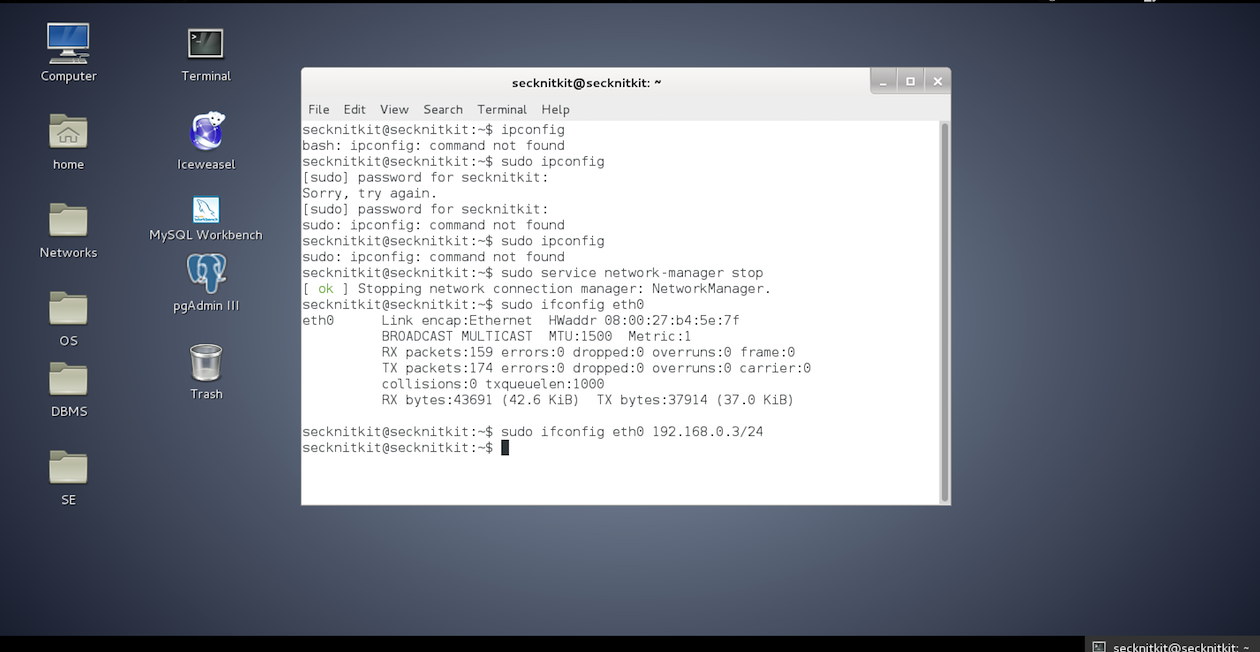 Computer
Terminal
home
Iceweasel
Networks
MySQL Workbench
pgAdmin III
OS
Trash
DBMS
SE
secknitkit@secknitkit: ~
File Edit View Search Terminal Help
secknitkit@secknitkit:~$ ipconfig
bash: ipconfig: command not found
secknitkit@secknitkit:~$ sudo ipconfig
[sudo] password for secknitkit:
Sorry, try again.
[sudo] password for secknitkit:
sudo: ipconfig: command not found
secknitkit@secknitkit:~$ sudo ipconfig
sudo: ipconfig: command not found
secknitkit@secknitkit:~$ sudo service network-manager stop
[ ok ] Stopping network connection manager: NetworkManager.
secknitkit@secknitkit:~$ sudo ifconfig eth0
eth0      Link encap:Ethernet  HWaddr 08:00:27:b4:5e:7f
          BROADCAST MULTICAST  MTU:1500  Metric:1
          RX packets:159 errors:0 dropped:0 overruns:0 frame:0
          TX packets:174 errors:0 dropped:0 overruns:0 carrier:0
          collisions:0 txqueuelen:1000
          RX bytes:43691 (42.6 KiB)  TX bytes:37914 (37.0 KiB)
secknitkit@secknitkit:~$ sudo ifconfig eth0 192.168.0.3/24
secknitkit@secknitkit:~$
secknitkit@secknitkit: ~